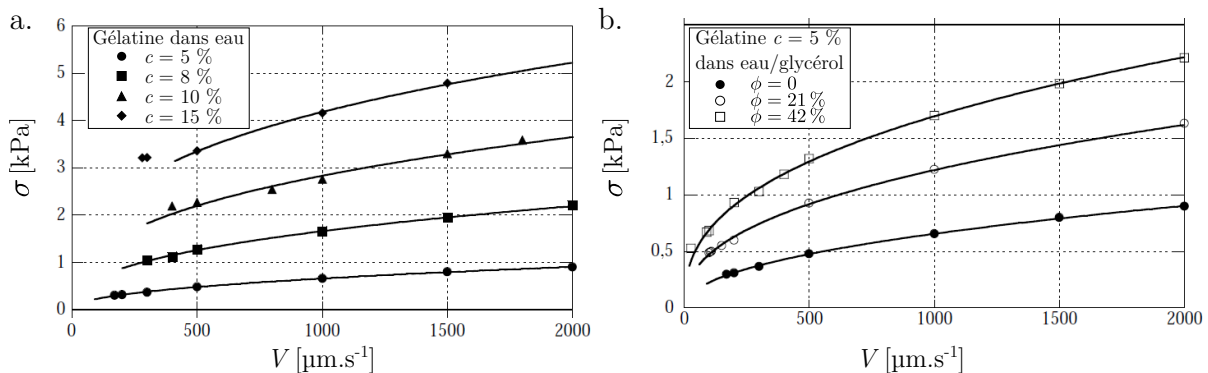 a.
Gélatine dans eau
c = 5 %
c = 8 %
c = 10 %
c = 15 %
6
5
4
3
2
1
0
σ [kPa]
0
500
1000
1500
2000
V [µm.s-1]
b.
Gélatine c = 5 %
dans eau/glycérol
ϕ = 0
ϕ = 21 %
ϕ = 42 %
2
1,5
1
0,5
0
σ [kPa]
0
500
1000
1500
2000
V [µm.s-1]